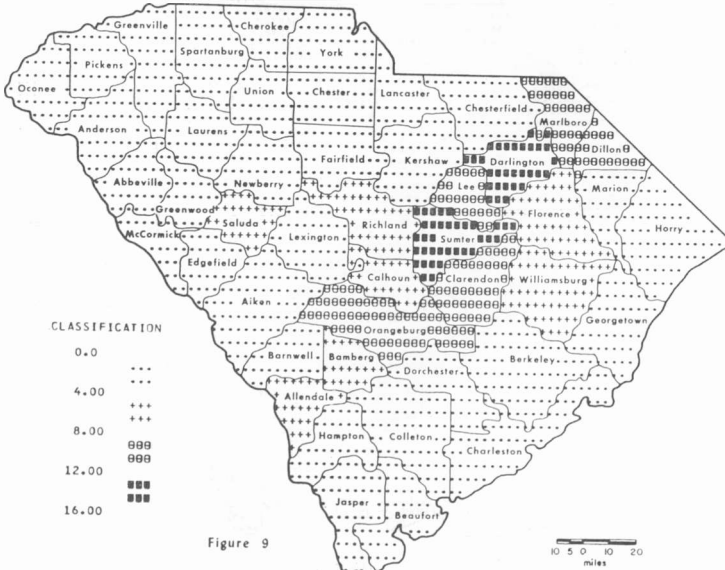 Greenville
Cherokee
Spartanburg
York
Pickens
Oconee
Union
Chester
Lancaster
Chesterfield
Marlboro
Anderson
Laurens
Darlington
Dillon
Fairfield
Kershaw
Abbeville
Newberry
Lee
Marion
Greenwood
Saluda
Richland
Florence
McCormick
Lexington
Sumter
Horry
Edgefield
Calhoun
Clarendon
Williamsburg
Aiken
Orangeburg
Georgetown
Barnwell
Bamberg
Berkeley
Dorchester
Allendale
Hampton
Colleton
Charleston
Jasper
Beaufort
CLASSIFICATION
0.0
4.00
8.00
12.00
16.00
Figure 9
10 5 0 10 20
miles